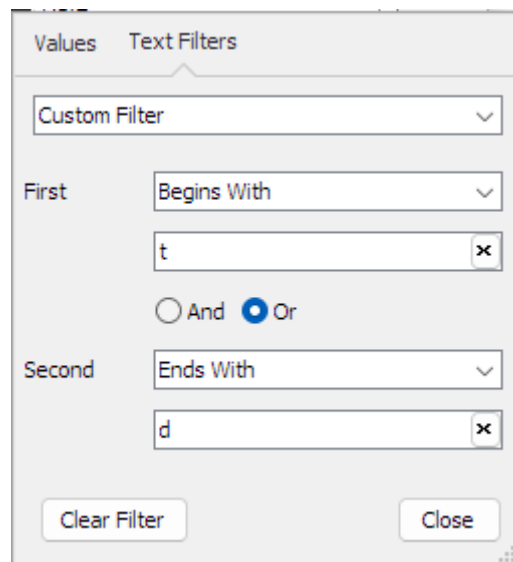 Values Text Filters
Custom Filter
First Begins With
t
And Or
Second Ends With
d
Clear Filter Close